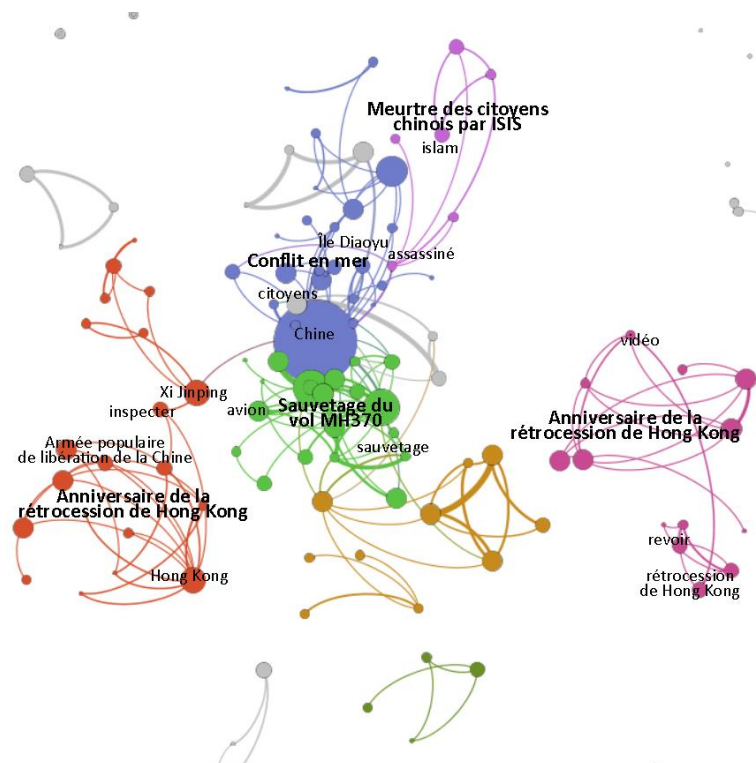 Meurtre des citoyens
chinois par ISIS
islam
Île Diaoyu
Conflit en mer
assassiné
citoyens
Chine
vidéo
Xi Jinping
inspecter
avion
Sauvetage du
vol MH370
sauvetage
Anniversaire de la
rétrocession de Hong Kong
Armée populaire
de libération de la Chine
Anniversaire de la
rétrocession de Hong Kong
Hong Kong
revoir
rétrocession
de Hong Kong